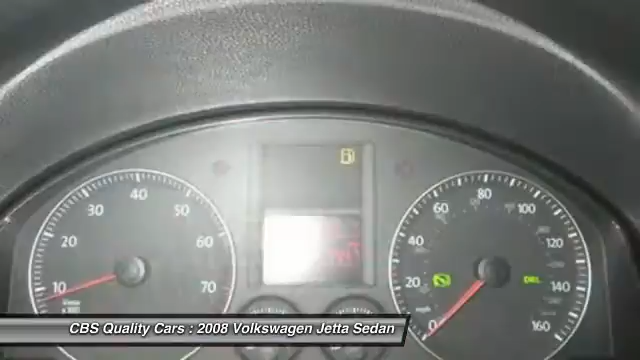 10 20 30 40 50 60 70
0 20 40 60 80 100 120 140 160
DRL
CBS Quality Cars : 2008 Volkswagen Jetta Sedan